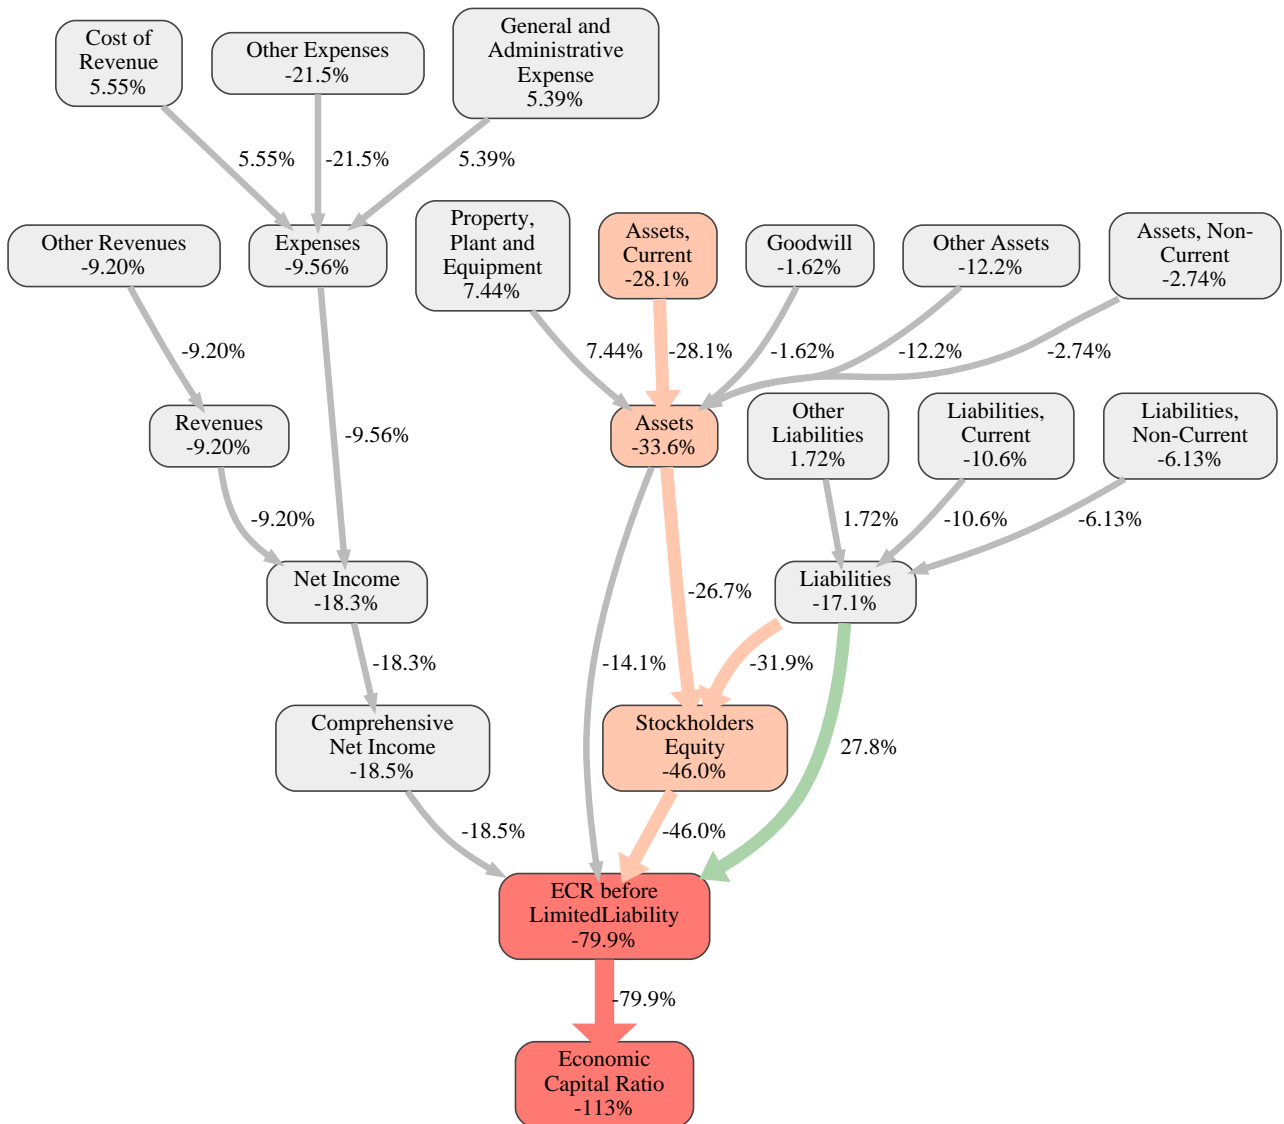 Cost of
Revenue
5.55%
Other Expenses
-21.5%
General and
Administrative
Expense
5.39%
5.55%
-21.5%
5.39%
Other Revenues
-9.20%
Expenses
-9.56%
Property,
Plant and
Equipment
7.44%
Assets,
Current
-28.1%
Goodwill
-1.62%
Other Assets
-12.2%
Assets, Non-
Current
-2.74%
-9.20%
7.44%
-28.1%
-1.62%
-12.2%
-2.74%
Revenues
-9.20%
-9.56%
Assets
-33.6%
Other
Liabilities
1.72%
Liabilities,
Current
-10.6%
Liabilities,
Non-Current
-6.13%
-9.20%
1.72%
-10.6%
-6.13%
Net Income
-18.3%
-26.7%
Liabilities
-17.1%
-18.3%
-14.1%
-31.9%
Comprehensive
Net Income
-18.5%
Stockholders
Equity
-46.0%
27.8%
-18.5%
-46.0%
ECR before
LimitedLiability
-79.9%
-79.9%
Economic
Capital Ratio
-113%